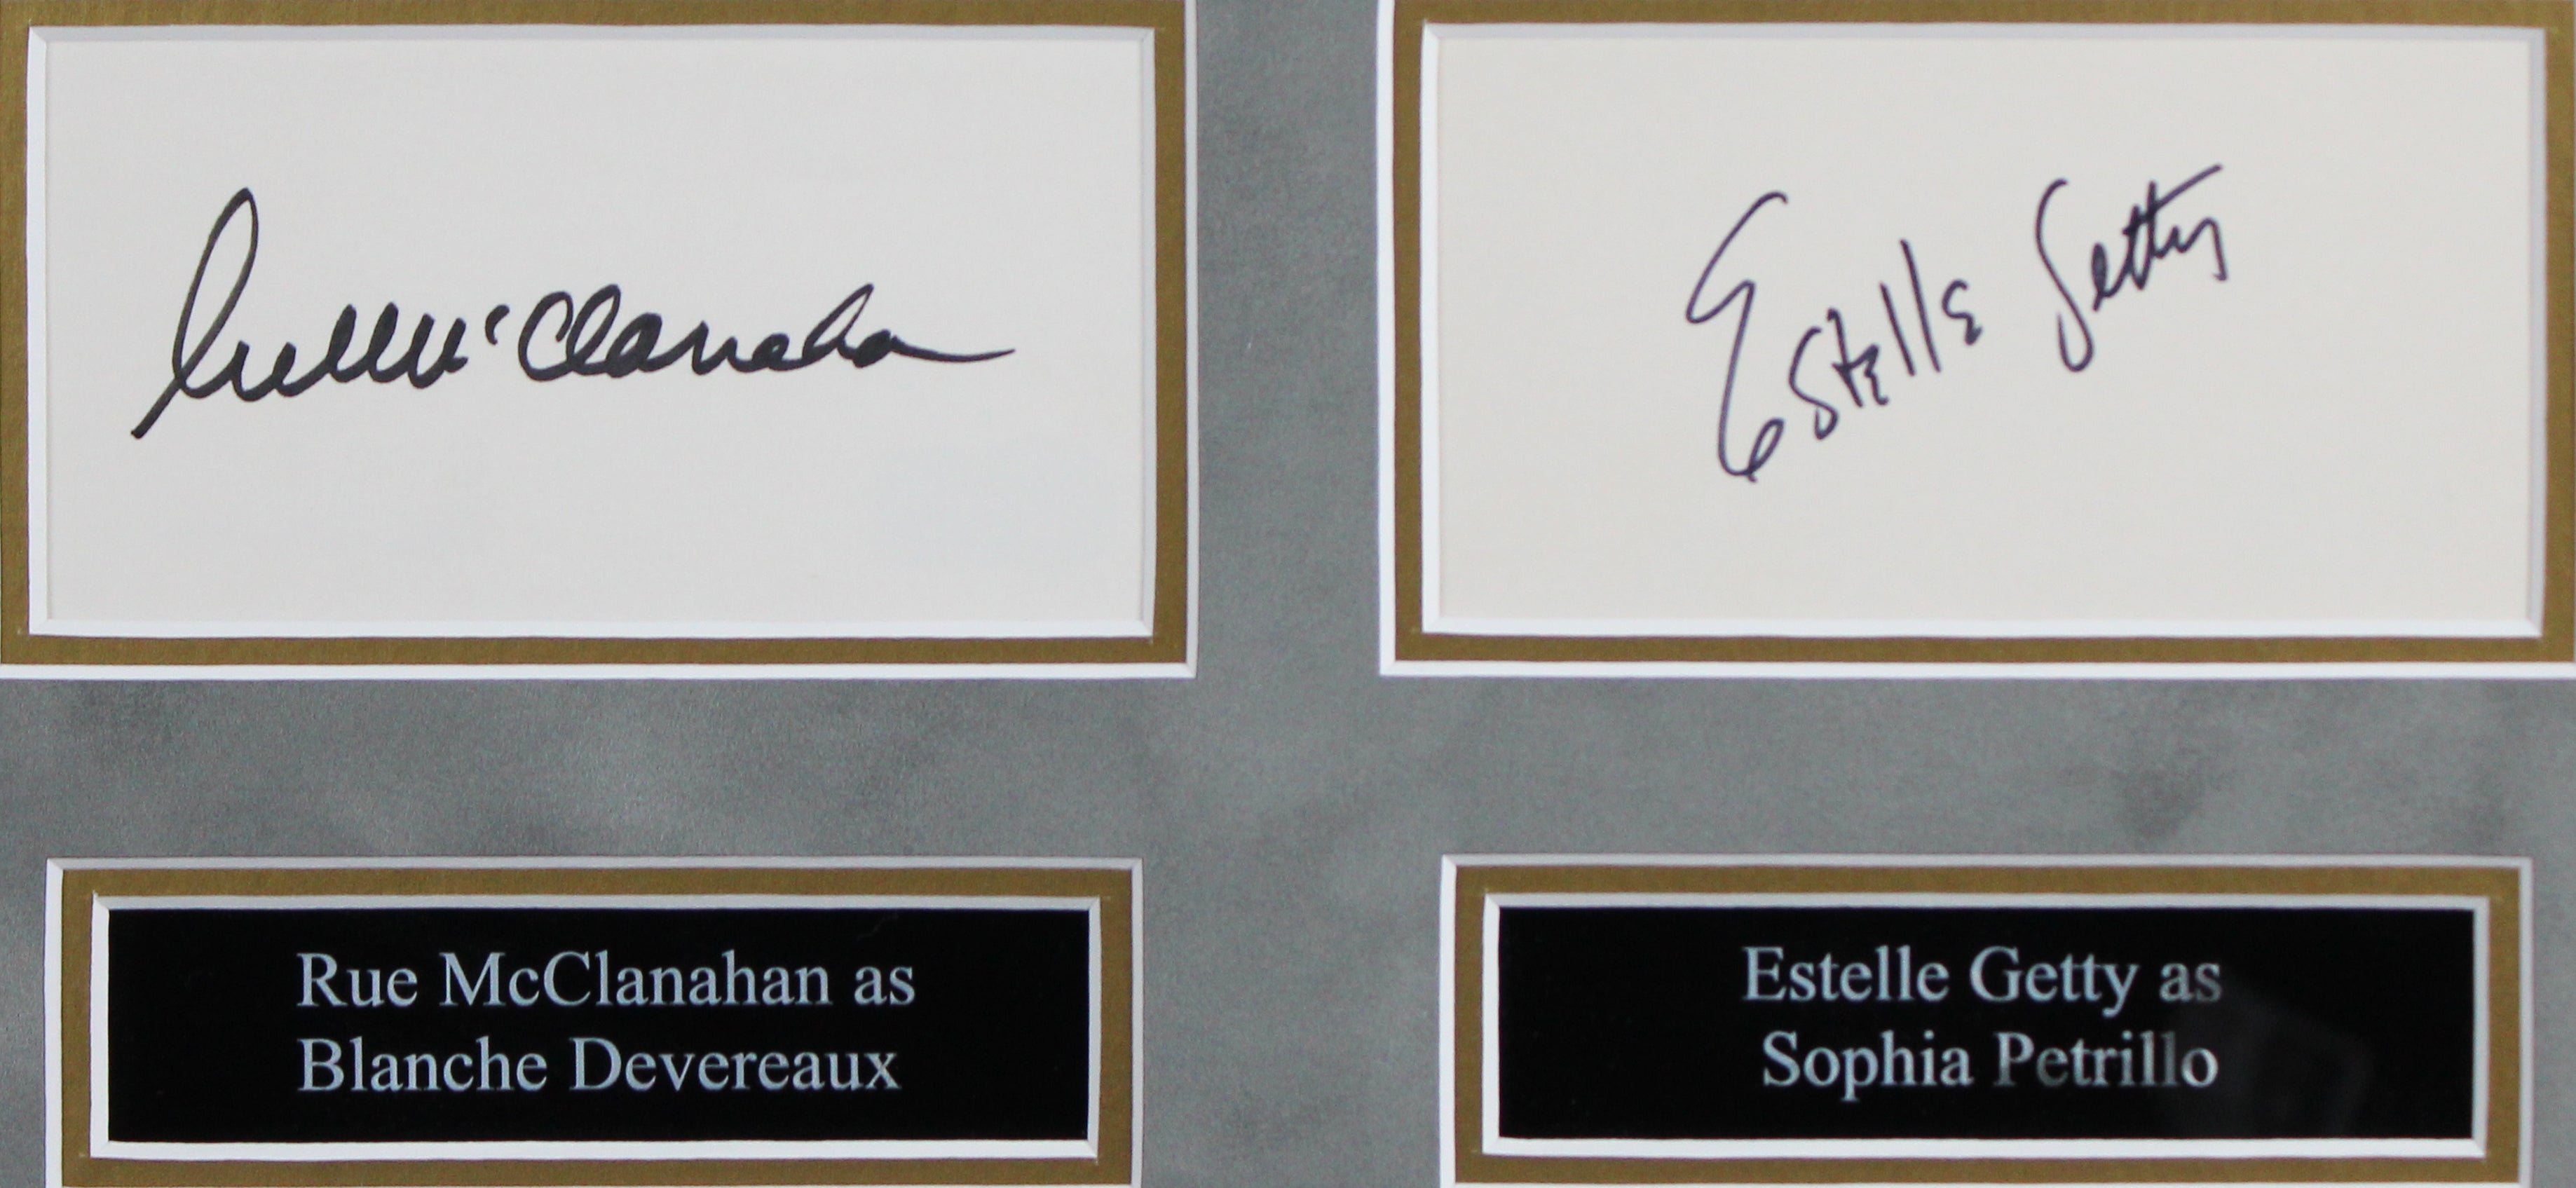 Rue McClanahan
Estelle Getty
Rue McClanahan as
Blanche Devereaux
Estelle Getty as
Sophia Petrillo